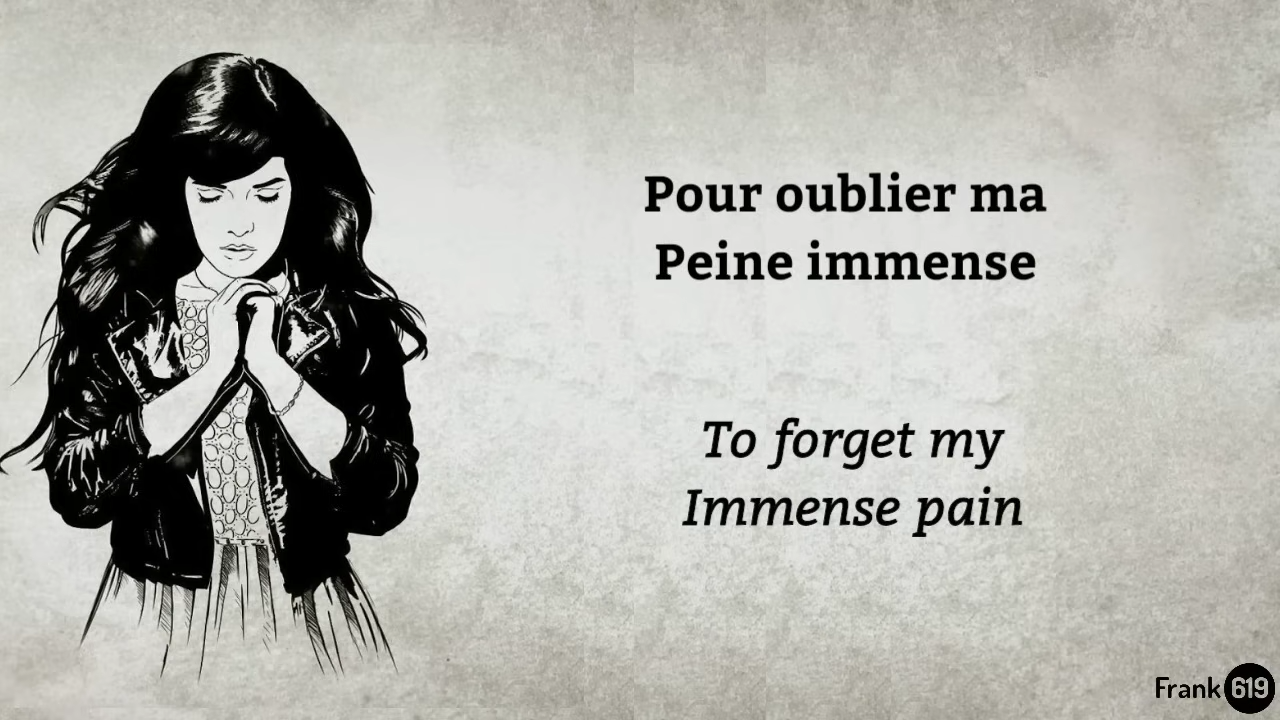 Pour oublier ma
Peine immense
To forget my
Immense pain
Frank 619